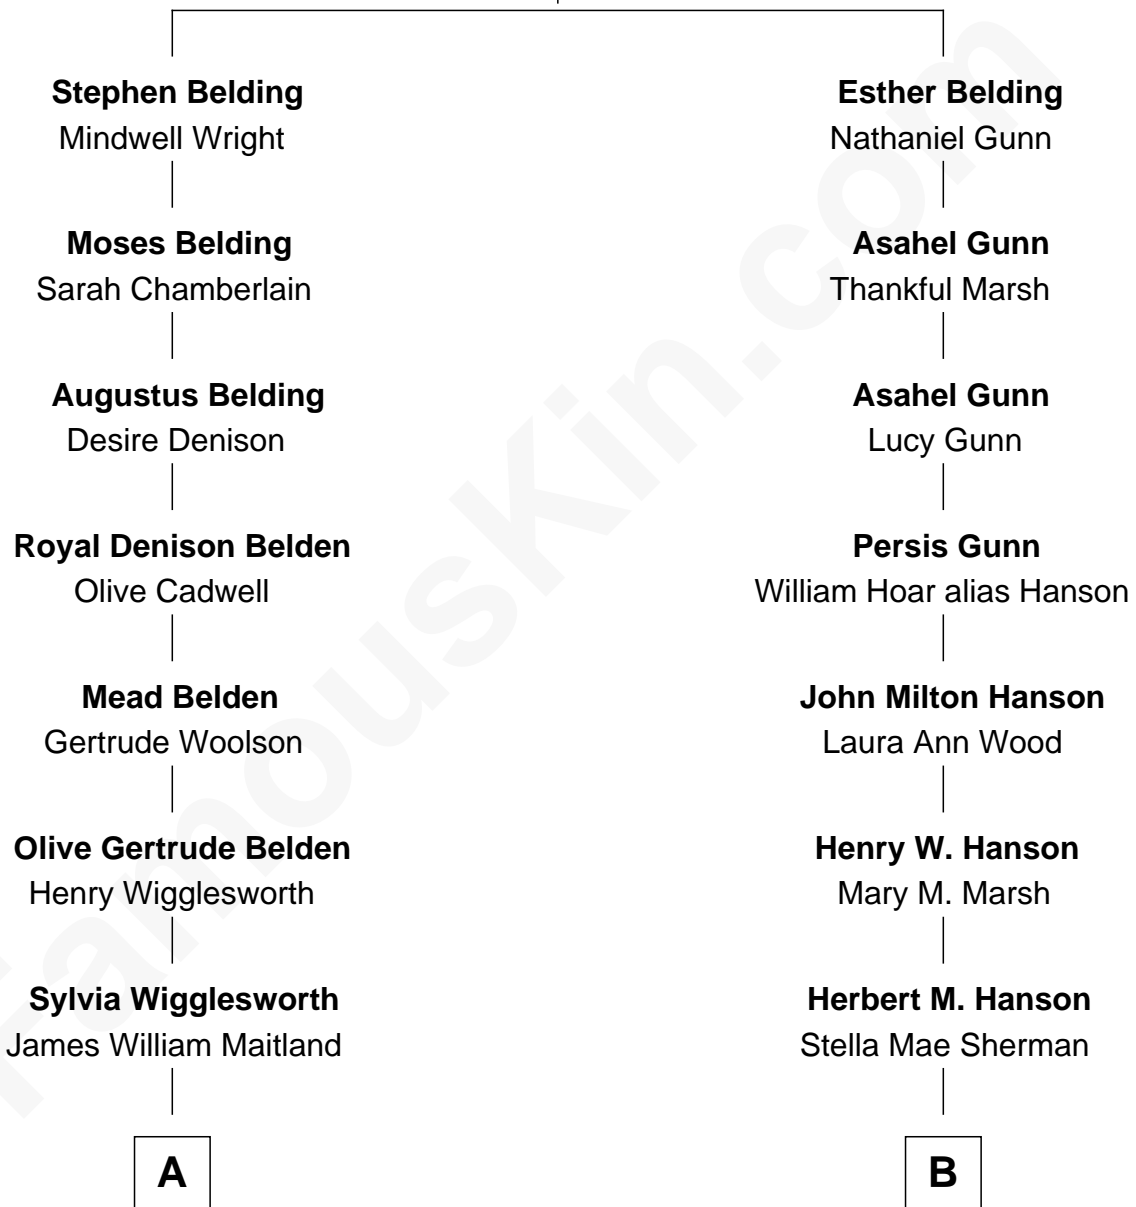 Stephen Belding
Mindwell Wright
Moses Belding
Sarah Chamberlain
Augustus Belding
Desire Denison
Royal Denison Belden
Olive Cadwell
Mead Belden
Gertrude Woolson
Olive Gertrude Belden
Henry Wigglesworth
Sylvia Wigglesworth
James William Maitland
A
Esther Belding
Nathaniel Gunn
Asahel Gunn
Thankful Marsh
Asahel Gunn
Lucy Gunn
Persis Gunn
William Hoar alias Hanson
John Milton Hanson
Laura Ann Wood
Henry W. Hanson
Mary M. Marsh
Herbert M. Hanson
Stella Mae Sherman
B
FamousKin.com